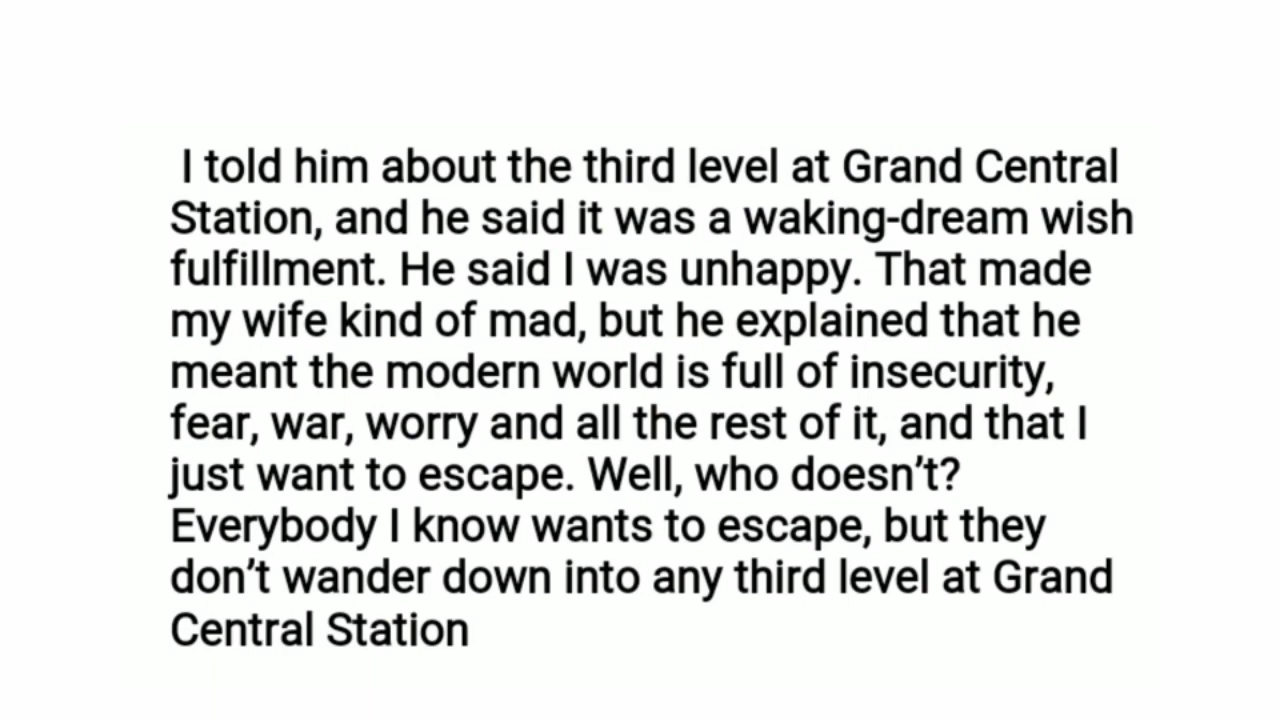 I told him about the third level at Grand Central
Station, and he said it was a waking-dream wish
fulfillment. He said I was unhappy. That made
my wife kind of mad, but he explained that he
meant the modern world is full of insecurity,
fear, war, worry and all the rest of it, and that I
just want to escape. Well, who doesn’t?
Everybody I know wants to escape, but they
don’t wander down into any third level at Grand
Central Station